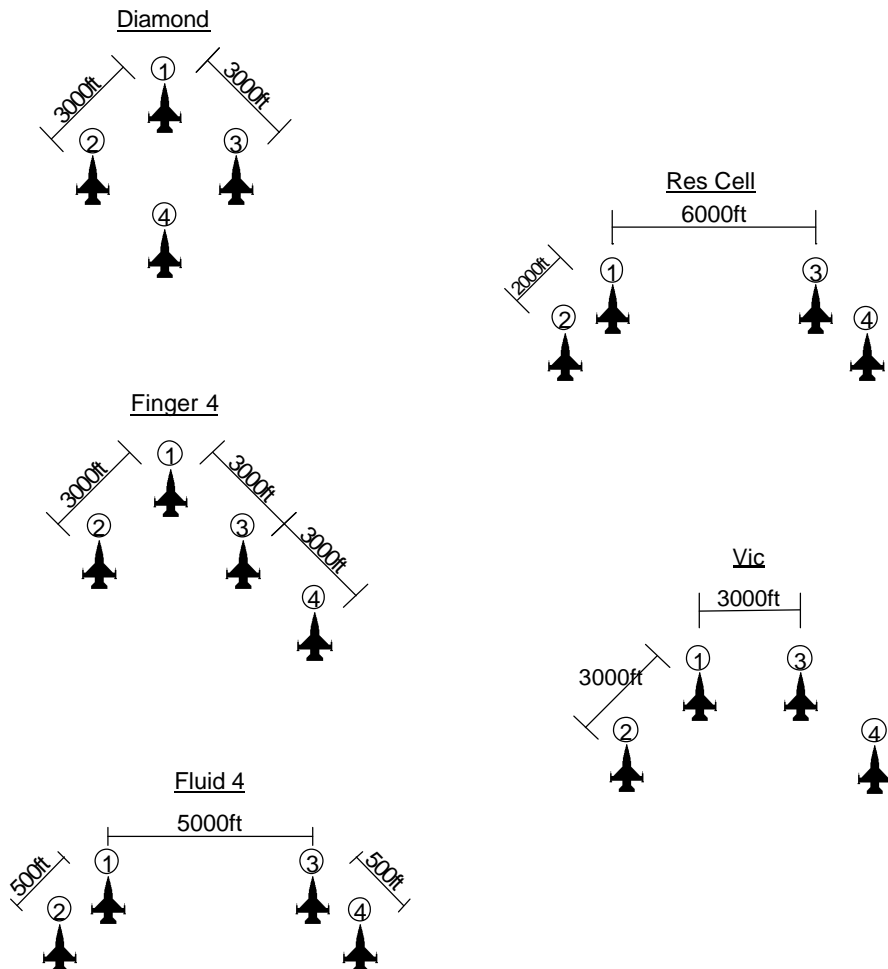 Diamond
①
3000ft
3000ft
②
③
④
Finger 4
①
3000ft
3000ft
②
③
3000ft
④
Fluid 4
5000ft
①
③
500ft
500ft
②
④
Res Cell
6000ft
2000ft
①
③
②
④
Vic
3000ft
①
③
3000ft
②
④